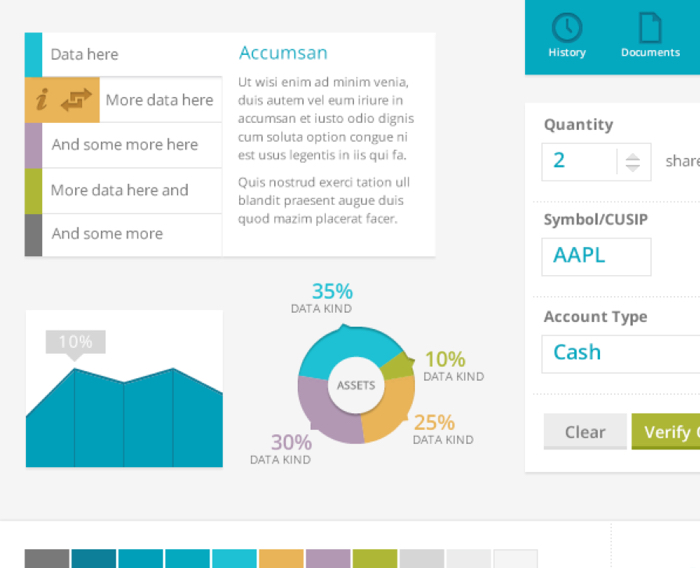 Data here
More data here
And some more here
More data here and
And some more
Accumsan
Ut wisi enim ad minim venia,
duis autem vel eum iriure in
accumsan et iusto odio dignis
cum soluta option congue ni
est usus legentis in iis qui fa.
Quis nostrud exerci tation ull
blandit praesent augue duis
quod mazim placerat facer.
10%
35%
DATA KIND
10%
DATA KIND
ASSETS
25%
DATA KIND
30%
DATA KIND
History
Documents
Quantity
2
Symbol/CUSIP
AAPL
Account Type
Cash
Clear
Verify